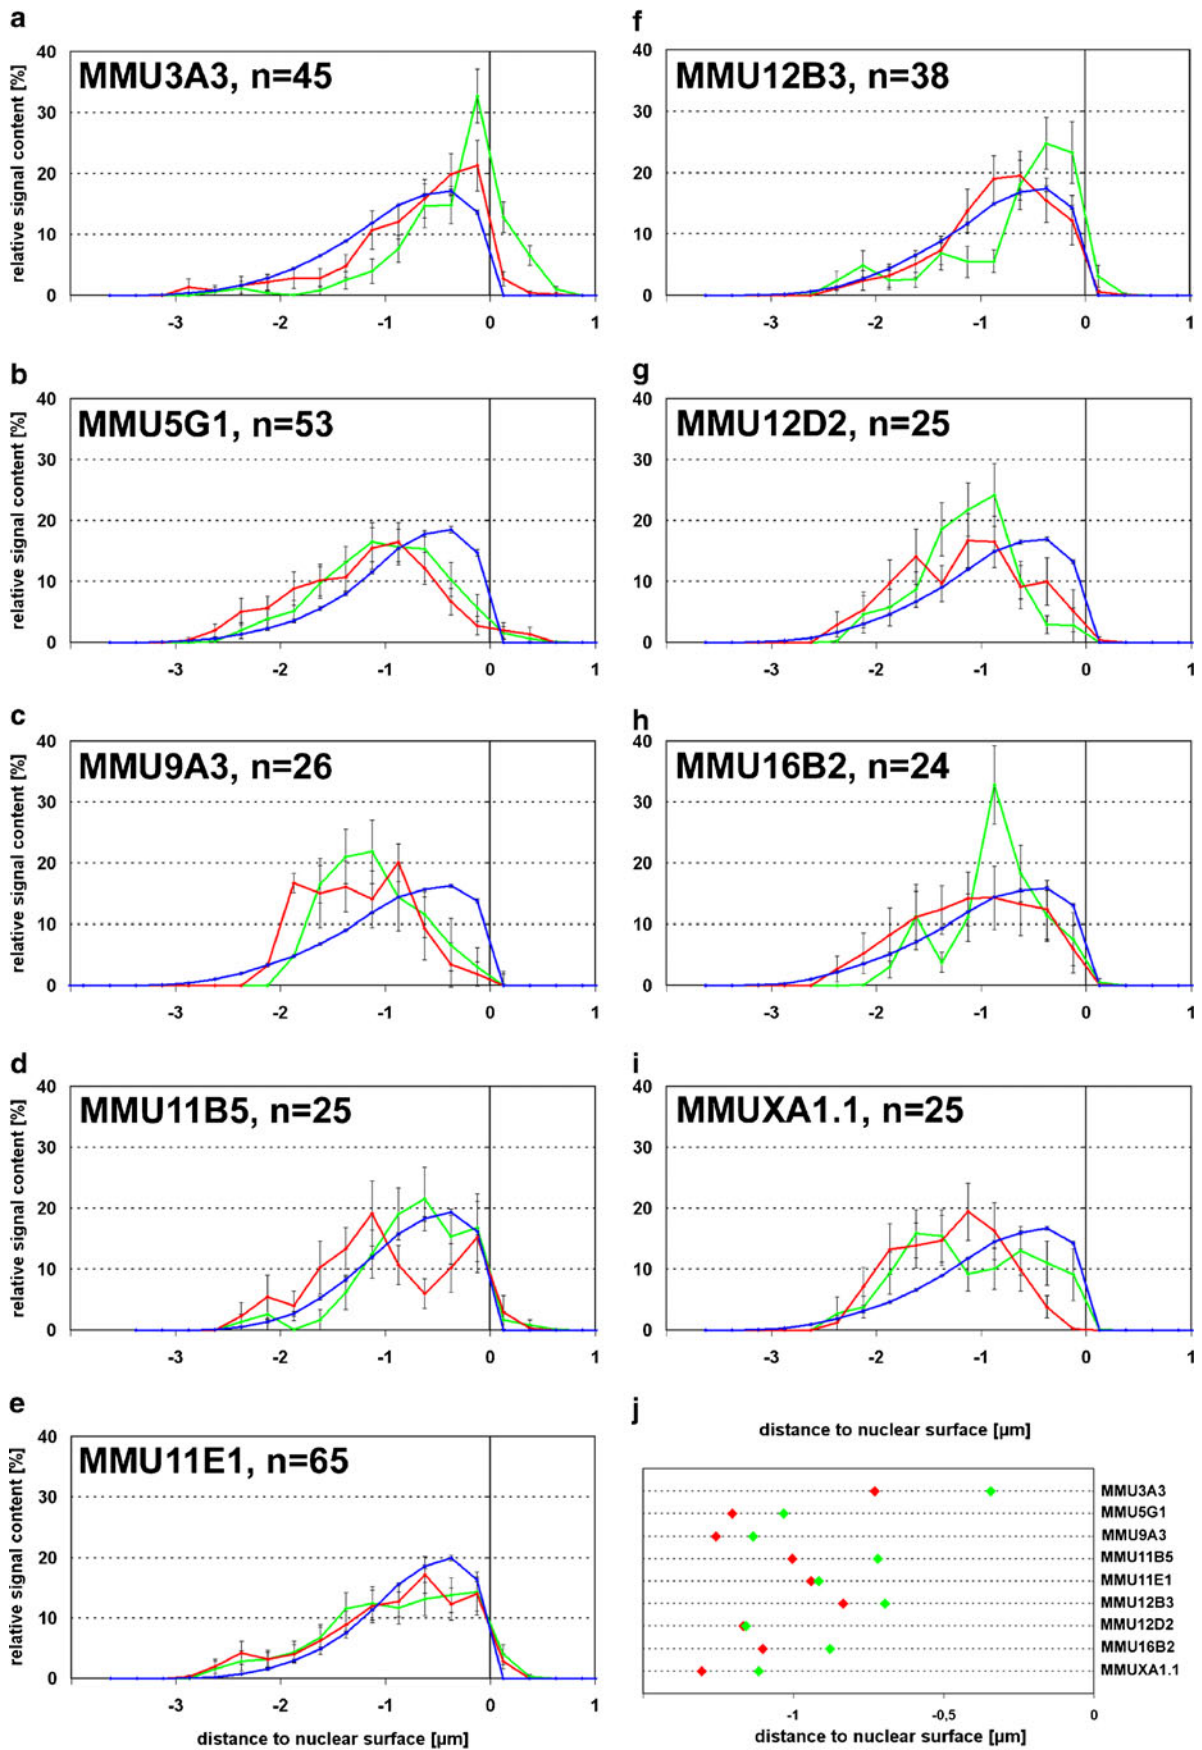 a
MMU3A3, n=45
relative signal content [%]
40
30
20
10
0
-3
-2
-1
0
1
b
MMU5G1, n=53
relative signal content [%]
40
30
20
10
0
-3
-2
-1
0
1
c
MMU9A3, n=26
relative signal content [%]
40
30
20
10
0
-3
-2
-1
0
1
d
MMU11B5, n=25
relative signal content [%]
40
30
20
10
0
-3
-2
-1
0
1
e
MMU11E1, n=65
relative signal content [%]
40
30
20
10
0
-3
-2
-1
0
1
distance to nuclear surface [µm]
f
MMU12B3, n=38
40
30
20
10
0
-3
-2
-1
0
1
g
MMU12D2, n=25
40
30
20
10
0
-3
-2
-1
0
1
h
MMU16B2, n=24
40
30
20
10
0
-3
-2
-1
0
1
i
MMUXA1.1, n=25
40
30
20
10
0
-3
-2
-1
0
1
distance to nuclear surface [µm]
j
MMU3A3
MMU5G1
MMU9A3
MMU11B5
MMU11E1
MMU12B3
MMU12D2
MMU16B2
MMUXA1.1
-1
-0,5
0
distance to nuclear surface [µm]